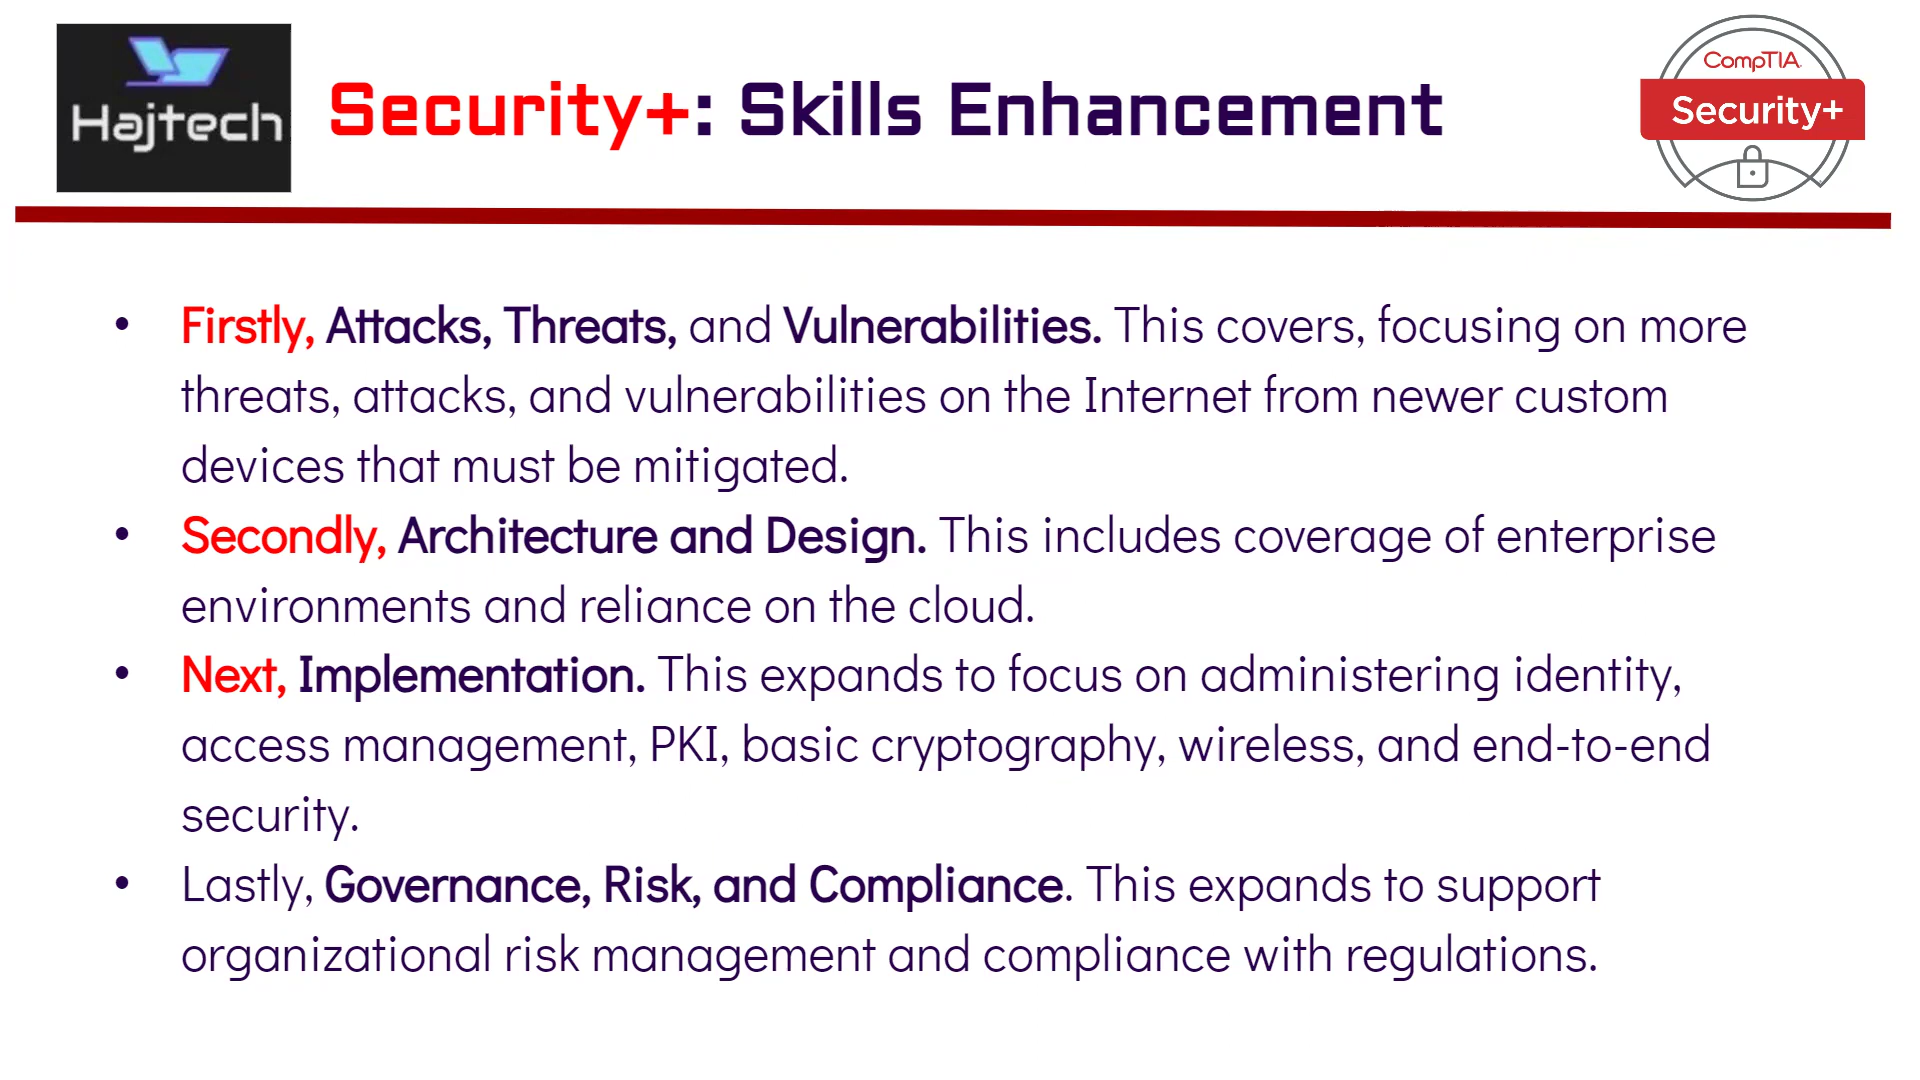 Hajtech
Security+: Skills Enhancement
CompTIA.
Security+
• Firstly, Attacks, Threats, and Vulnerabilities. This covers, focusing on more
threats, attacks, and vulnerabilities on the Internet from newer custom
devices that must be mitigated.
• Secondly, Architecture and Design. This includes coverage of enterprise
environments and reliance on the cloud.
• Next, Implementation. This expands to focus on administering identity,
access management, PKI, basic cryptography, wireless, and end-to-end
security.
• Lastly, Governance, Risk, and Compliance. This expands to support
organizational risk management and compliance with regulations.